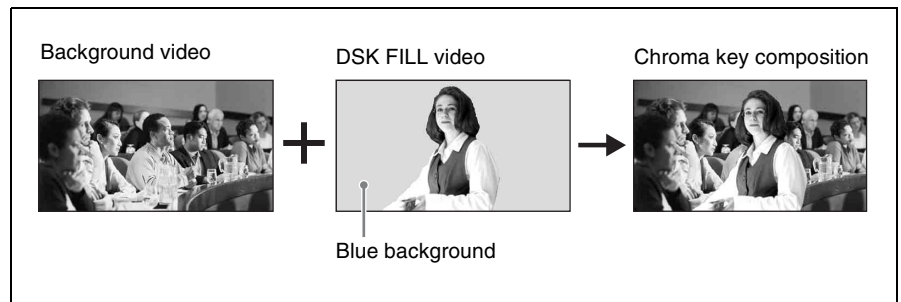 Background video
DSK FILL video
Chroma key composition
Blue background